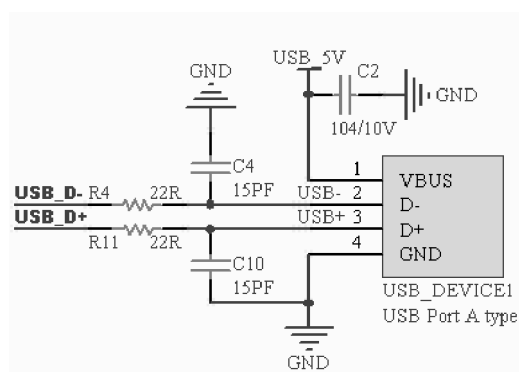 USB_5V
GND
C2
GND
104/10V
C4
15PF
1
VBUS
USB_D- R4 22R USB- 2 D-
USB_D+ USB+ 3 D+
R11 22R 4 GND
C10
15PF
USB_DEVICE1
USB Port A type
GND